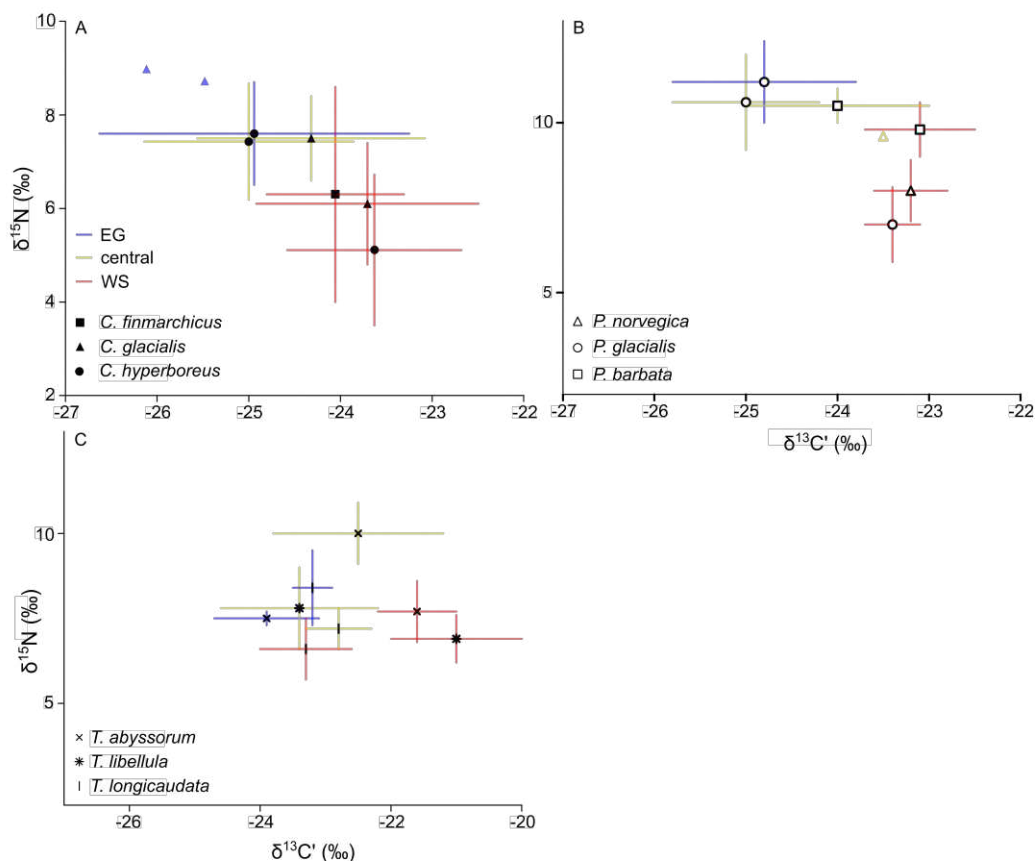 A
10
8
6
4
2
δ¹⁵N (‰)
EG
central
WS
C. finmarchicus
C. glacialis
C. hyperboreus
-27 -26 -25 -24 -23 -22
B
10
5
P. norvegica
P. glacialis
P. barbata
-27 -26 -25 -24 -23 -22
δ¹³C' (‰)
C
10
5
δ¹⁵N (‰)
T. abyssorum
T. libellula
T. longicaudata
-26 -24 -22 -20
δ¹³C' (‰)